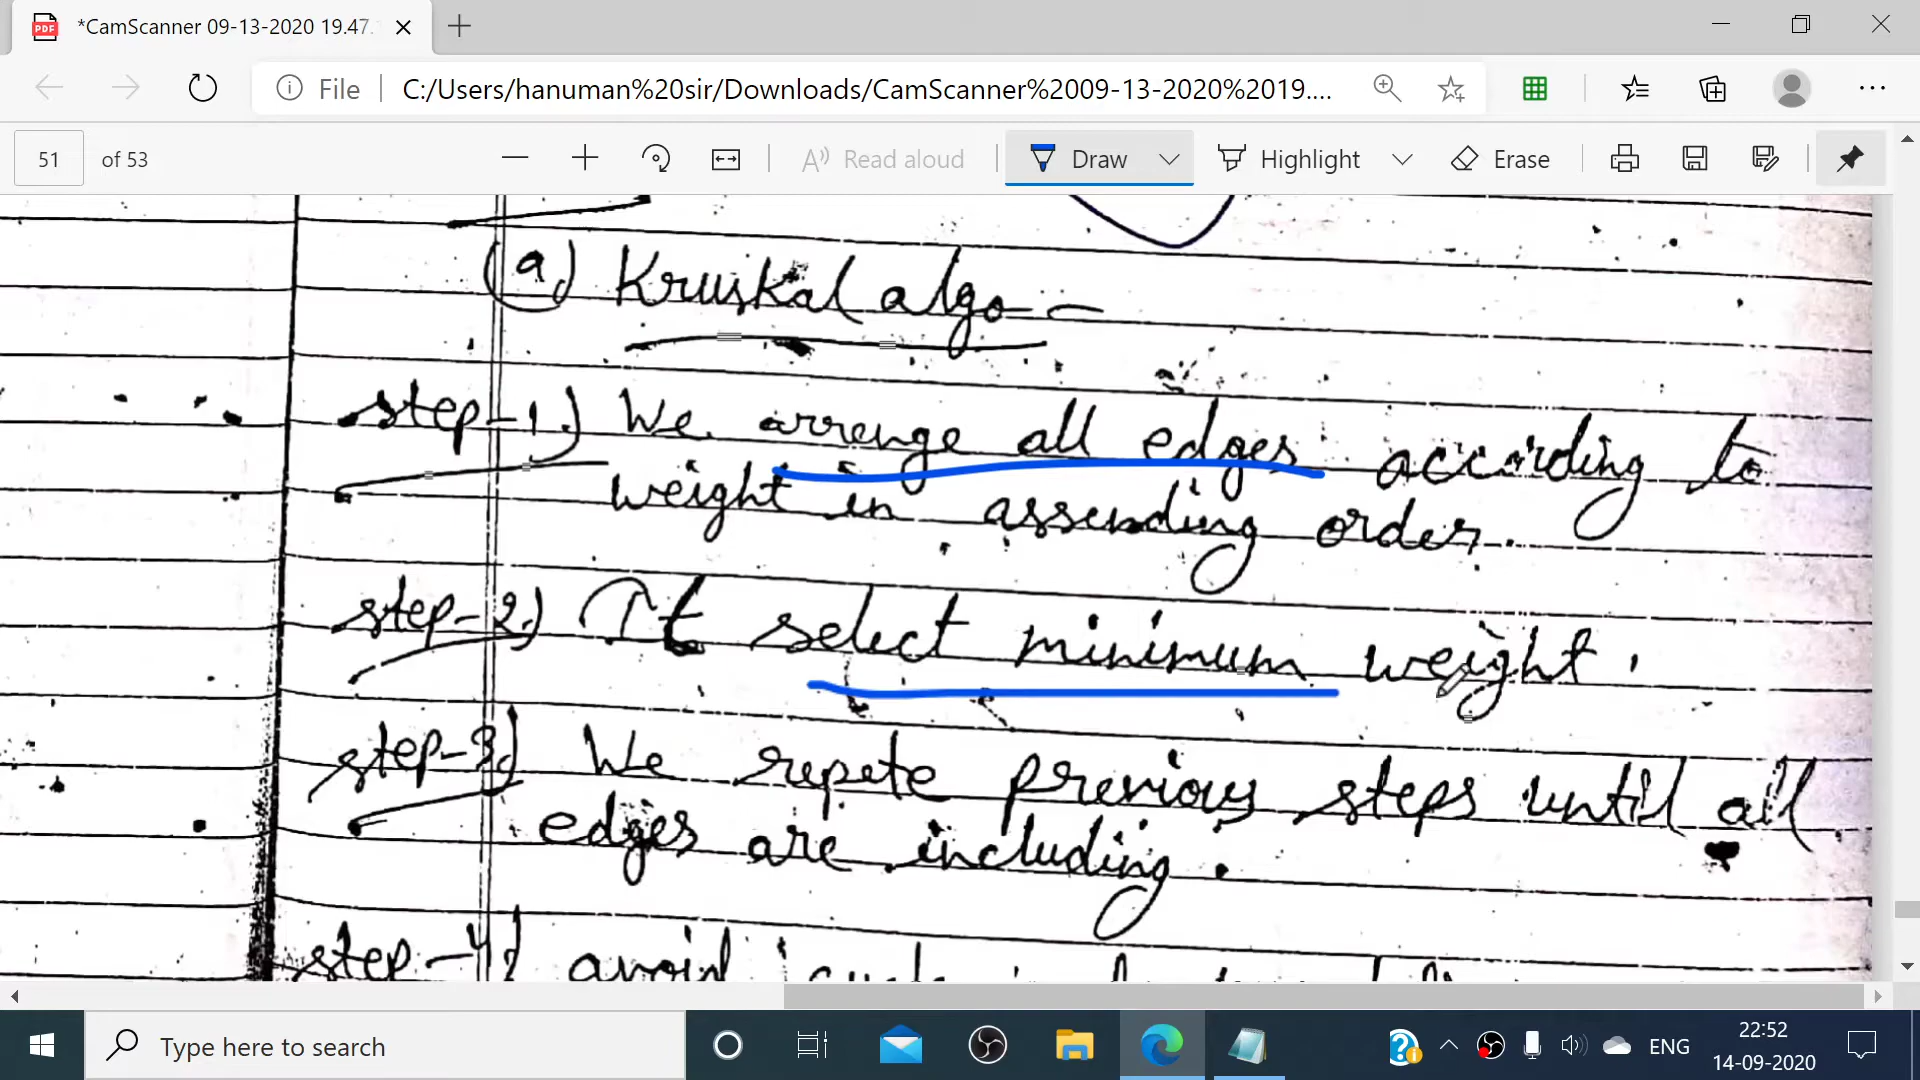 *CamScanner 09-13-2020 19.47.
File C:/Users/hanuman%20sir/Downloads/CamScanner%2009-13-2020%2019....
51 of 53 Read aloud Draw Highlight Erase
(a) Kruskal algo -
step-1.) We arrenge all edges according to
weight in assending order.
step-2.) It select minimum weight.
step-3.) We repete previous steps until all
edges are including.
step-4.) avoid
Type here to search
ENG
22:52
14-09-2020